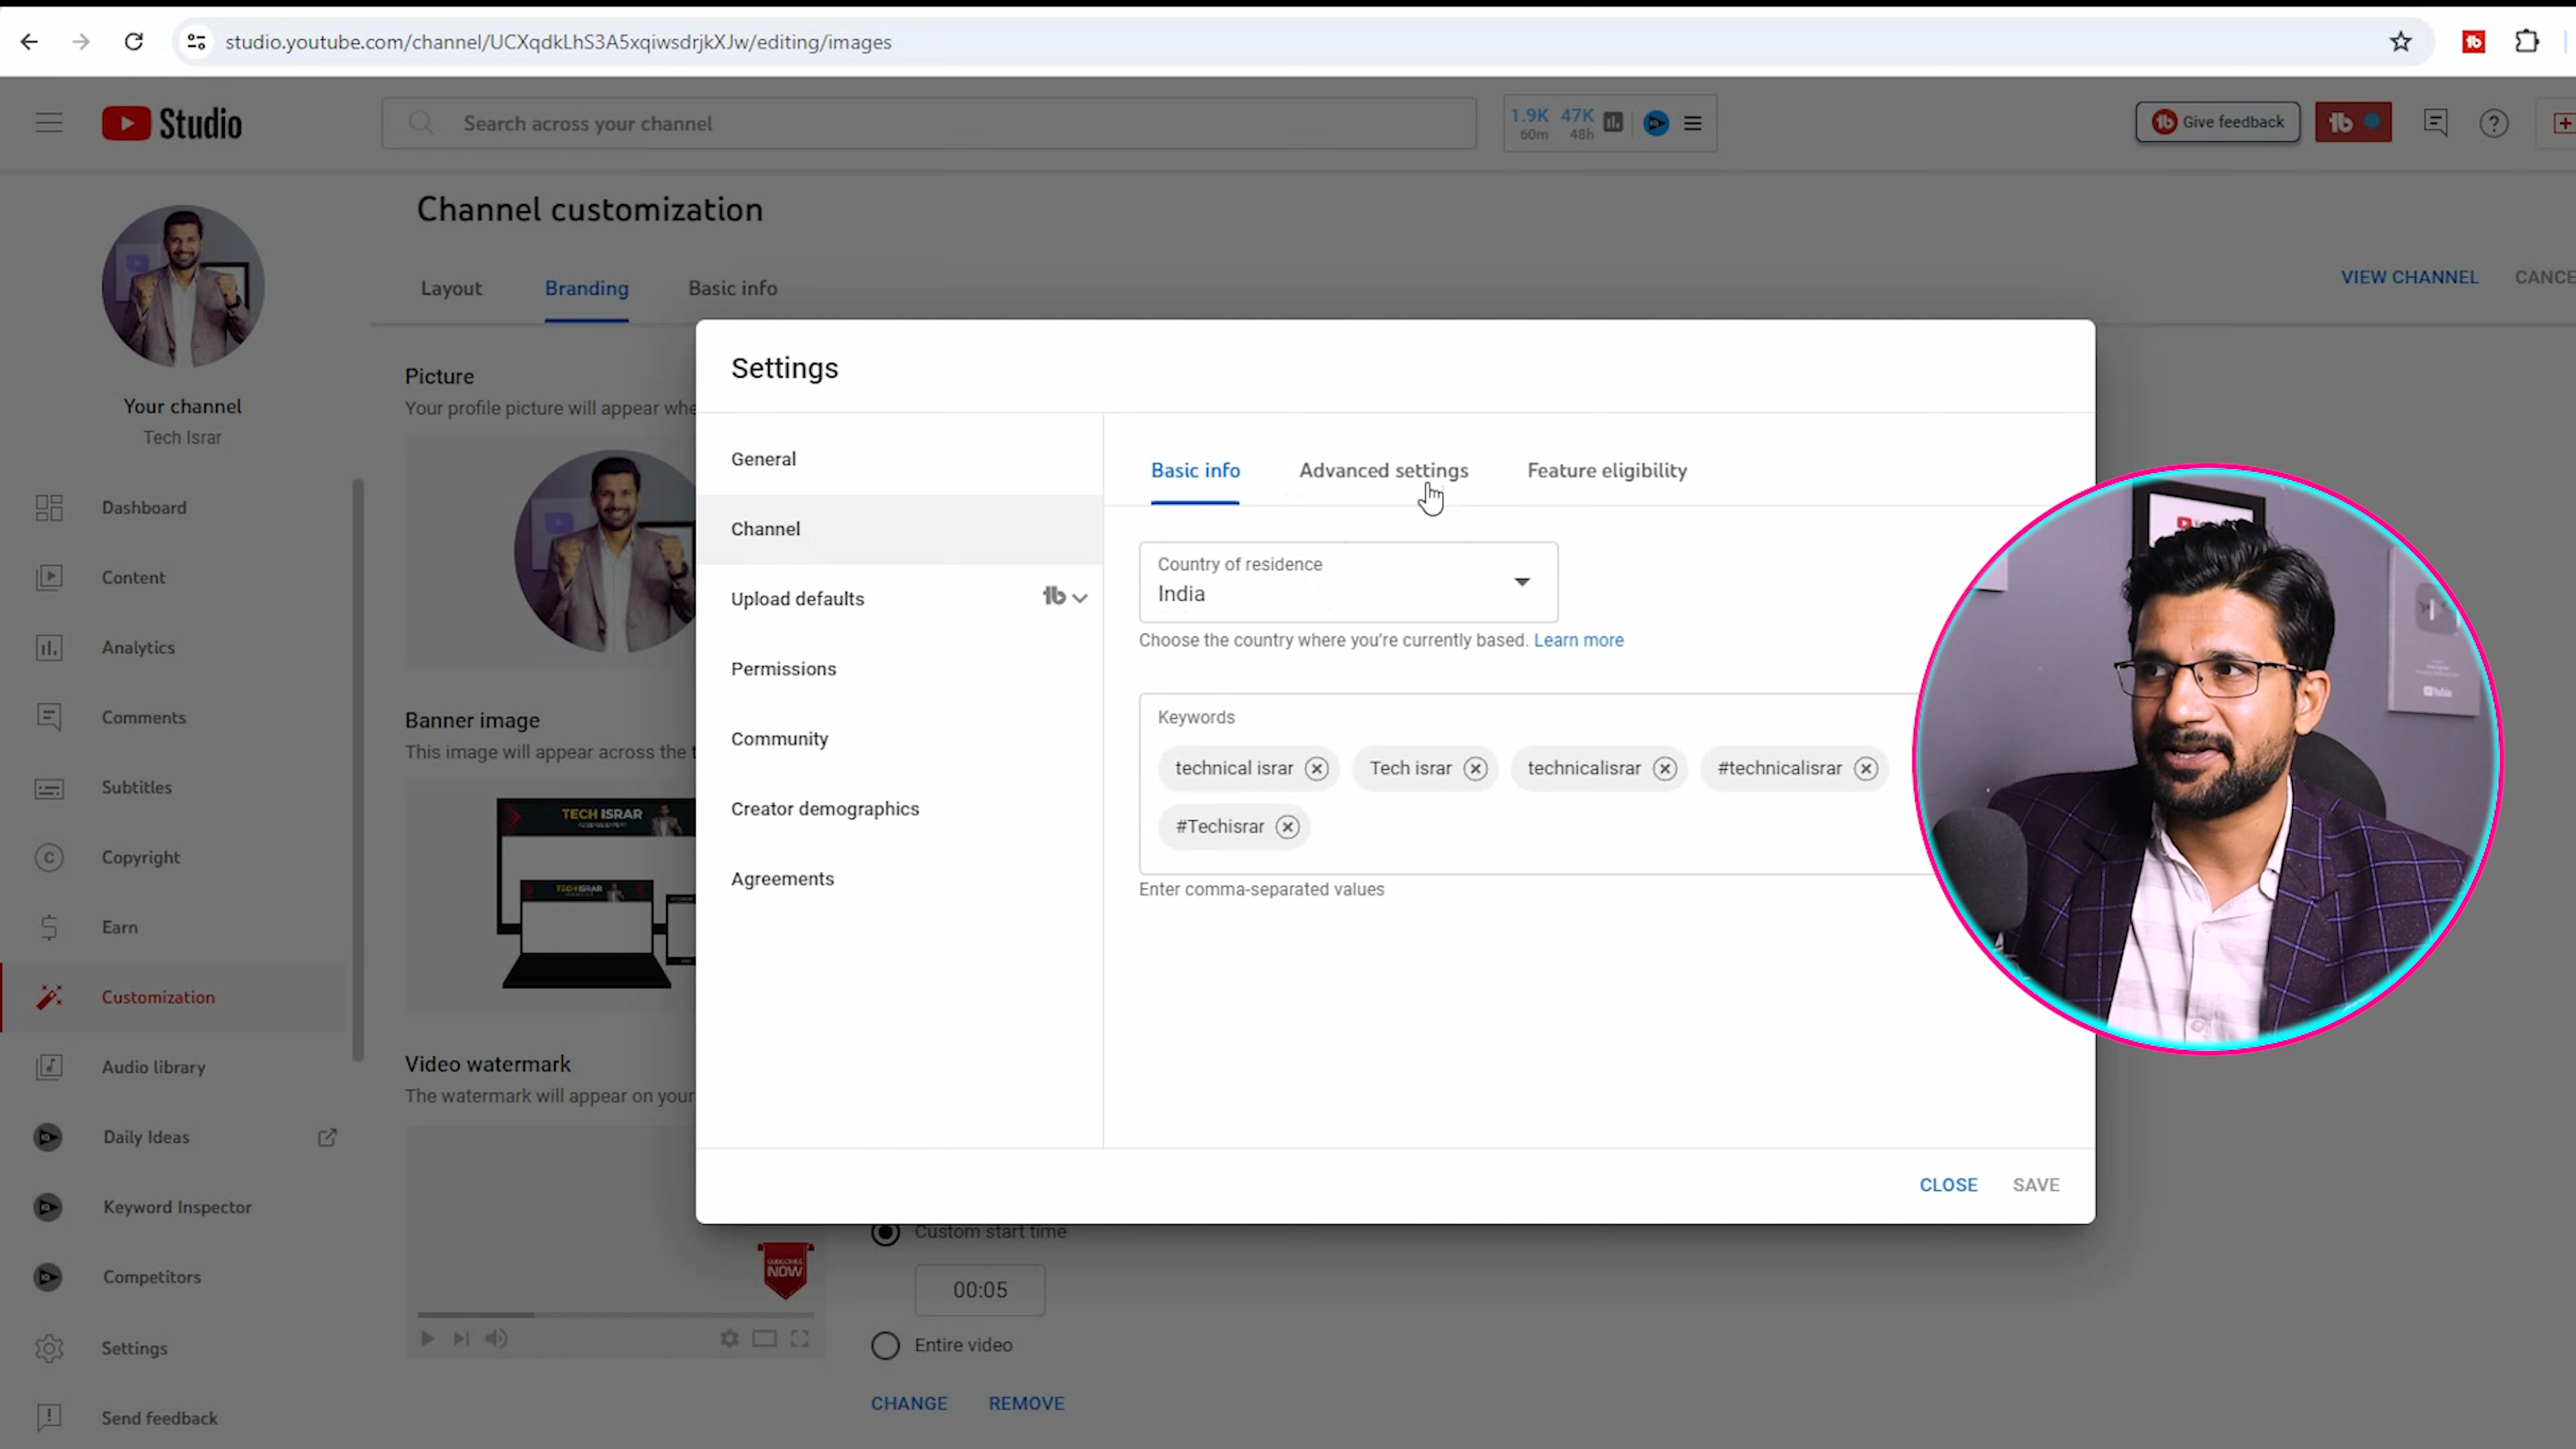 studio.youtube.com/channel/UCXqdkLhS3A5xqiwsdrjkXJw/editing/images
Studio
Search across your channel
1.9K 47K
60m 48h
Give feedback
Channel customization
Layout Branding Basic info
VIEW CHANNEL CANCE
Your channel
Tech Israr
Dashboard
Content
Analytics
Comments
Subtitles
Copyright
Earn
Customization
Audio library
Daily Ideas
Keyword Inspector
Competitors
Settings
Send feedback
Picture
Your profile picture will appear whe
Banner image
This image will appear across the t
TECH ISRAR
TECH ISRAR
Video watermark
The watermark will appear on your
SUBSCRIBE
NOW
Settings
General
Channel
Upload defaults
Permissions
Community
Creator demographics
Agreements
Basic info Advanced settings Feature eligibility
Country of residence
India
Choose the country where you're currently based. Learn more
Keywords
technical israr Tech israr technicalisrar #technicalisrar
#Techisrar
Enter comma-separated values
CLOSE SAVE
Custom start time
00:05
Entire video
CHANGE REMOVE